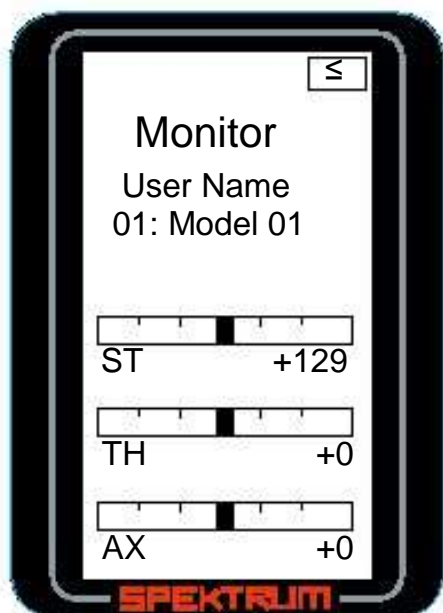 ≤
Monitor
User Name
01: Model 01
ST +129
TH +0
AX +0
SPEKTRUM